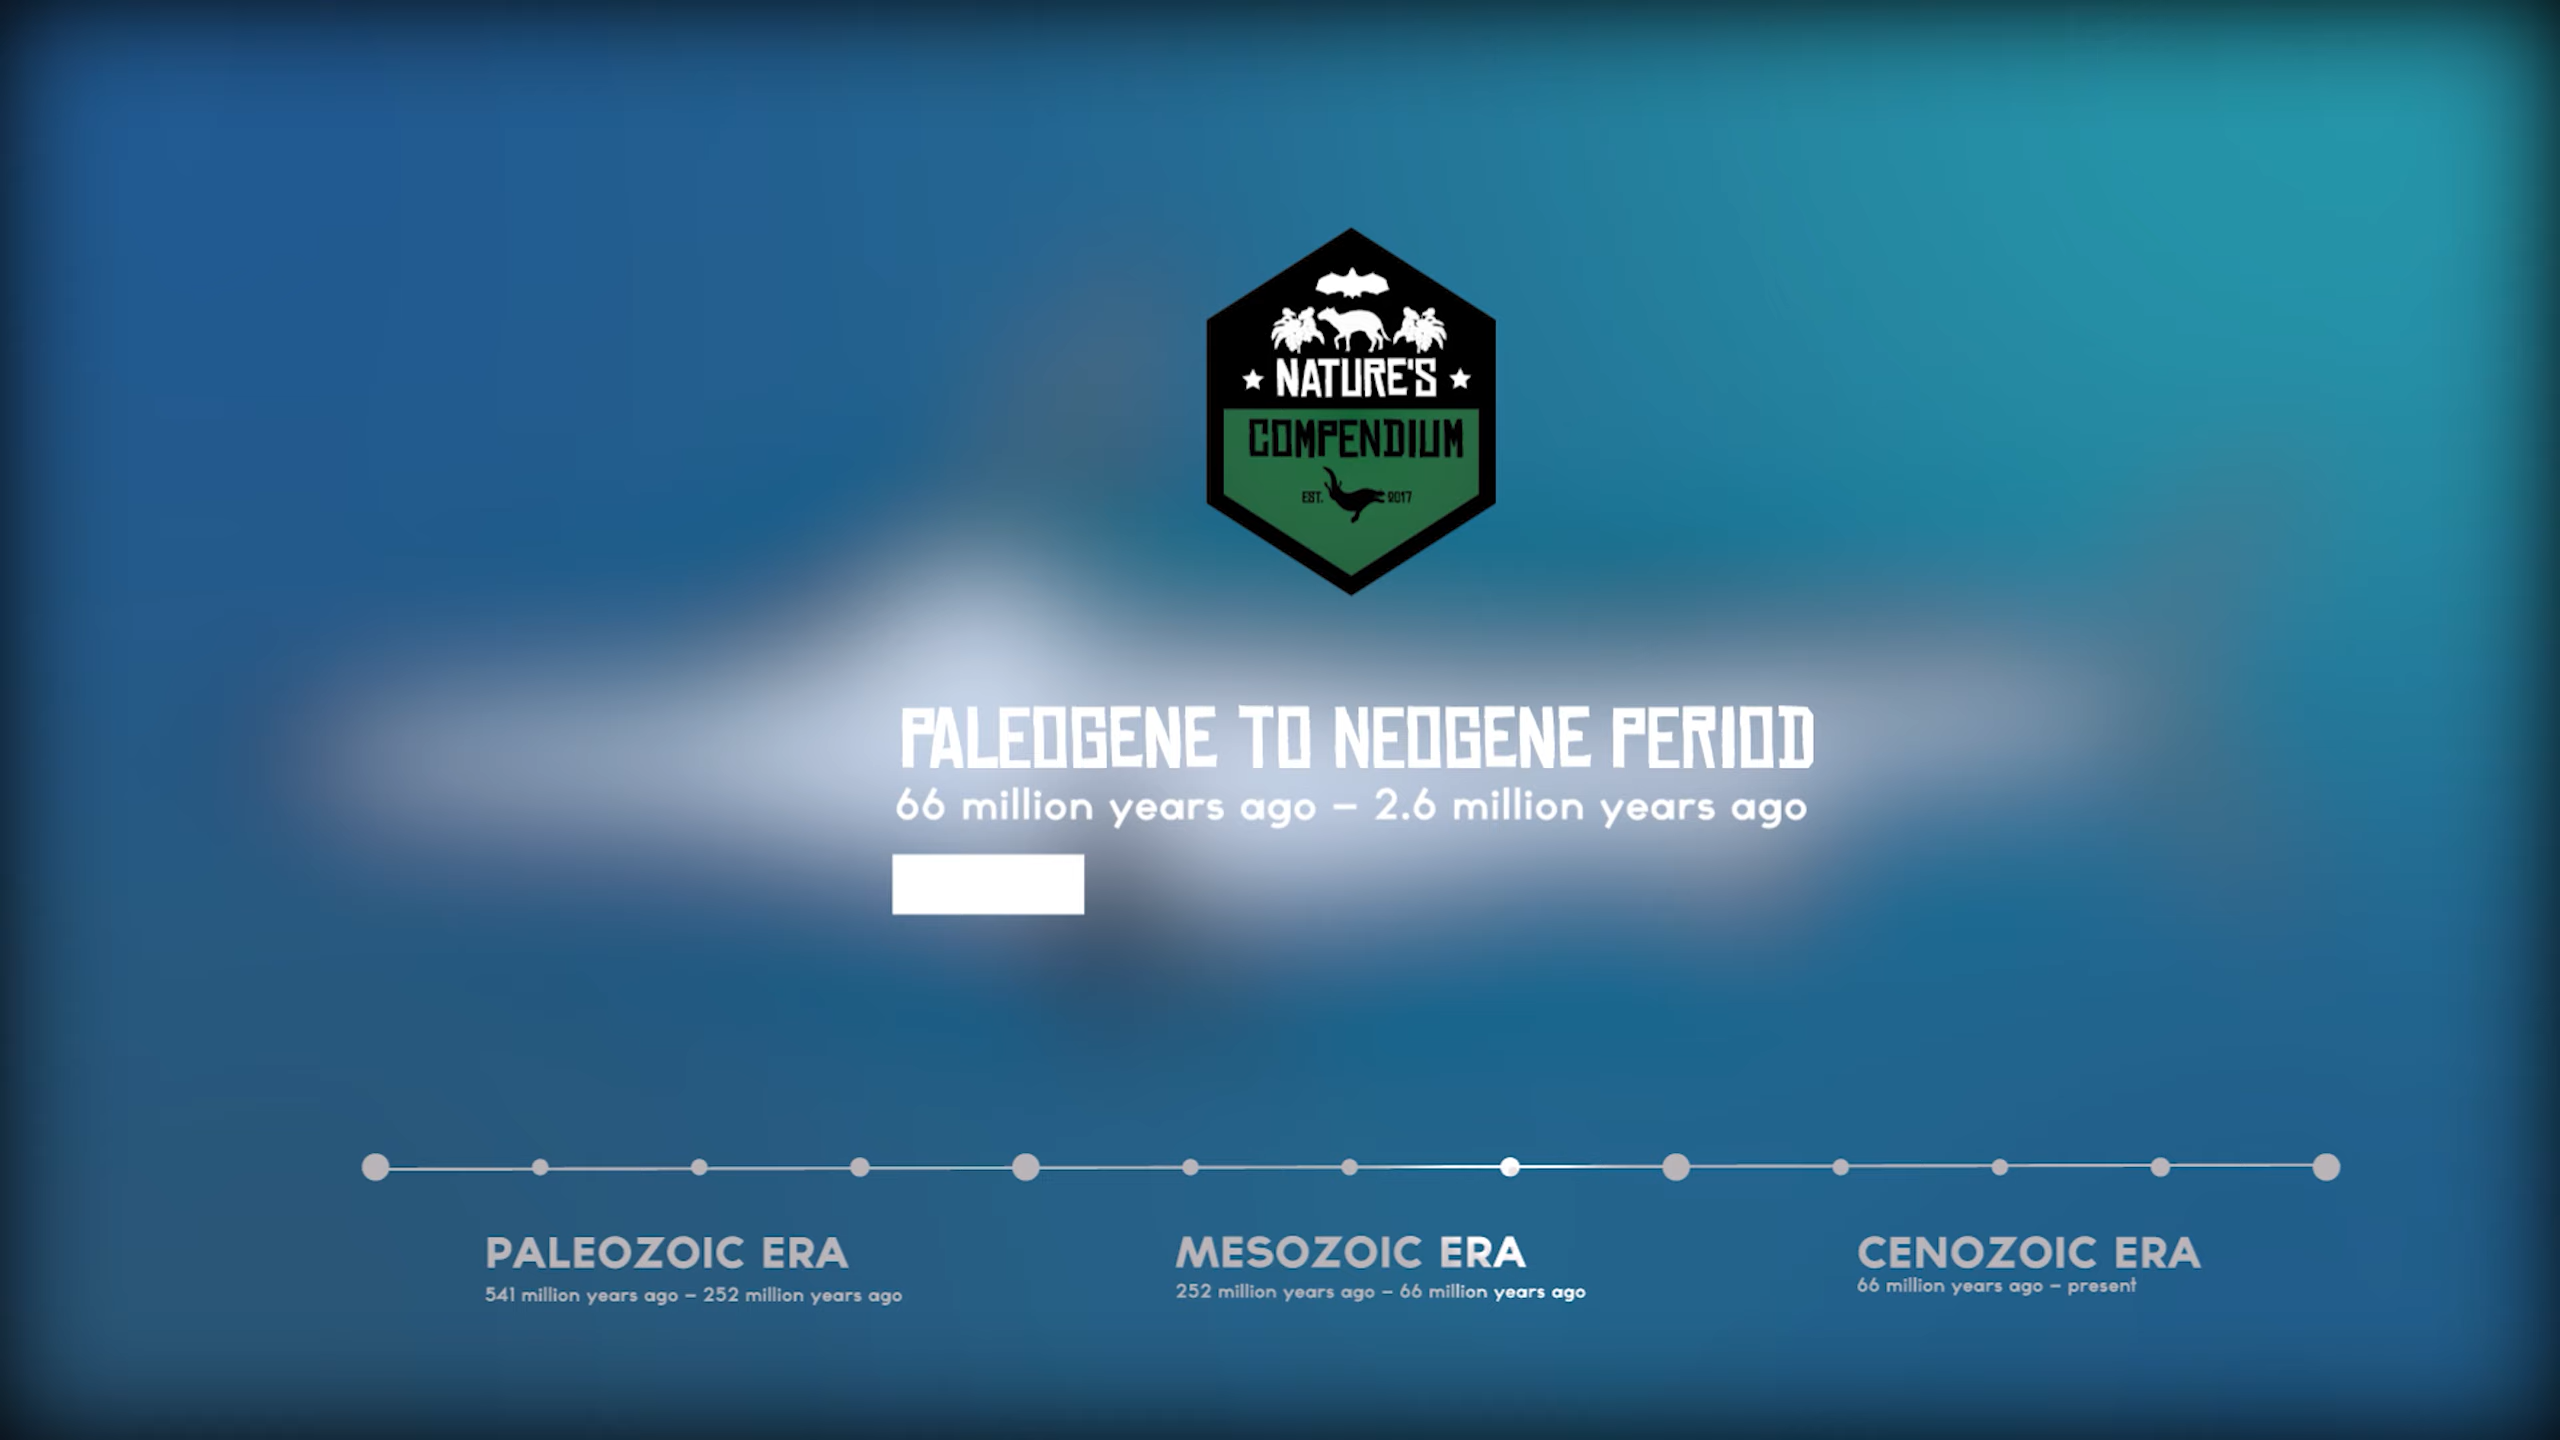 NATURE'S
COMPENDIUM
EST. 2017
PALEOGENE TO NEOGENE PERIOD
66 million years ago – 2.6 million years ago
PALEOZOIC ERA
541 million years ago – 252 million years ago
MESOZOIC ERA
252 million years ago – 66 million years ago
CENOZOIC ERA
66 million years ago – present